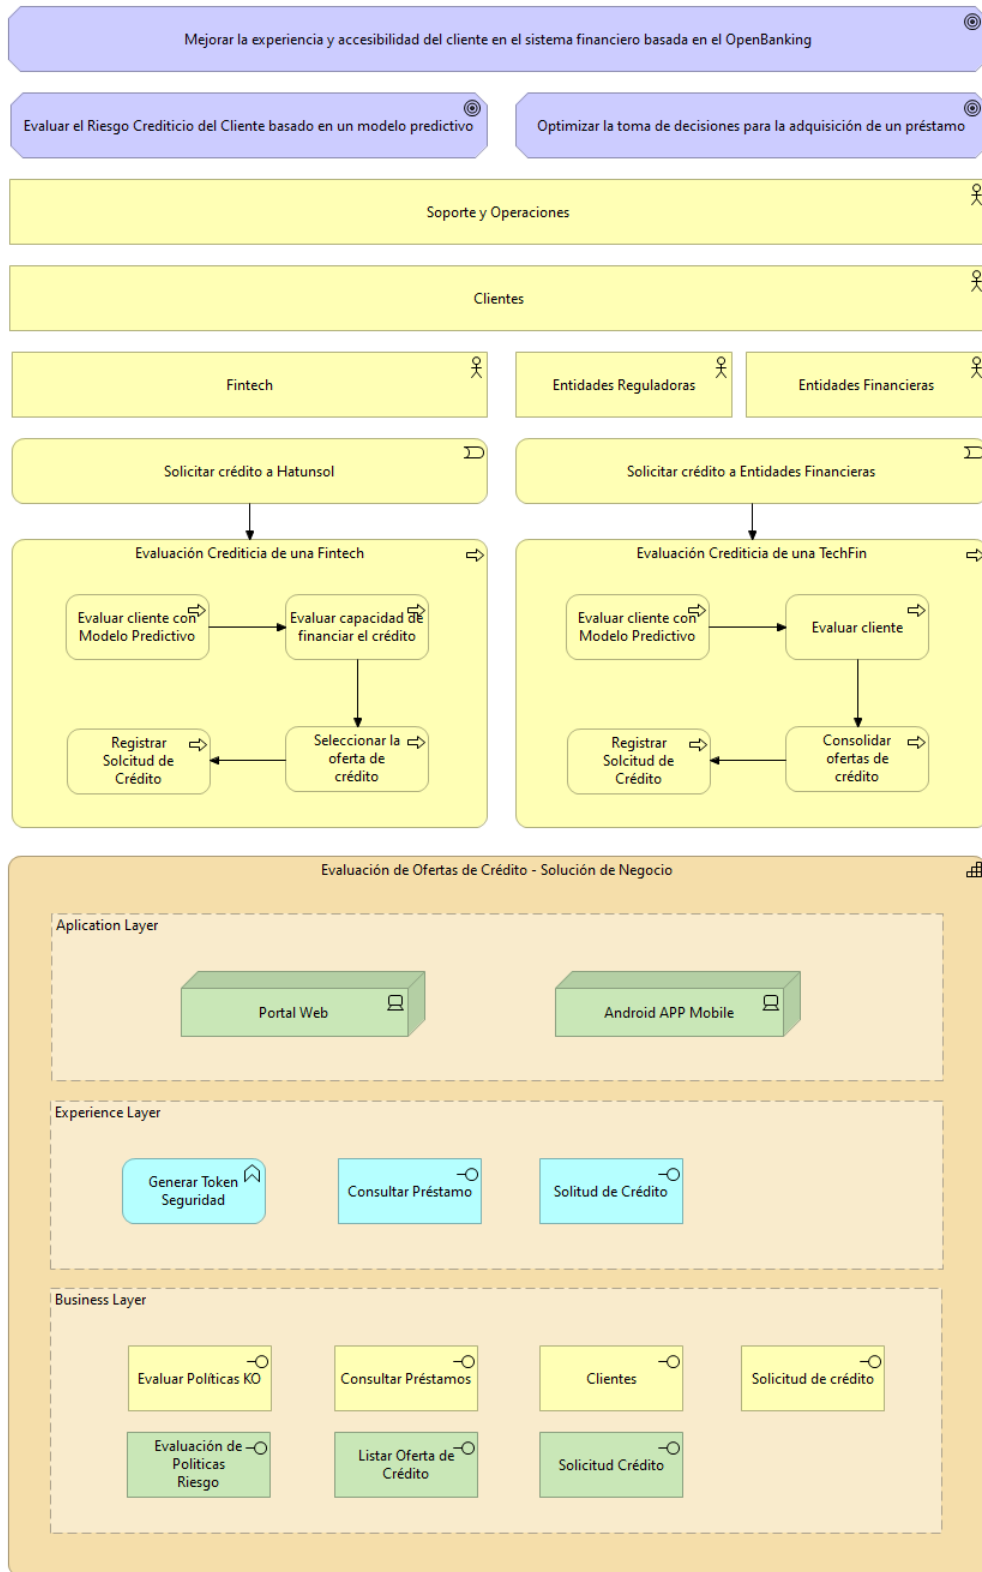 Mejorar la experiencia y accesibilidad del cliente en el sistema financiero basada en el OpenBanking
Evaluar el Riesgo Crediticio del Cliente basado en un modelo predictivo
Optimizar la toma de decisiones para la adquisición de un préstamo
Soporte y Operaciones
Clientes
Fintech
Entidades Reguladoras
Entidades Financieras
Solicitar crédito a Hatunsol
Solicitar crédito a Entidades Financieras
Evaluación Crediticia de una Fintech
Evaluar cliente con
Modelo Predictivo
Evaluar capacidad de
financiar el crédito
Registrar
Solcitud de
Crédito
Seleccionar la
oferta de
crédito
Evaluación Crediticia de una TechFin
Evaluar cliente con
Modelo Predictivo
Evaluar cliente
Registrar
Solcitud de
Crédito
Consolidar
ofertas de
crédito
Evaluación de Ofertas de Crédito - Solución de Negocio
Aplication Layer
Portal Web
Android APP Mobile
Experience Layer
Generar Token
Seguridad
Consultar Préstamo
Solitud de Crédito
Business Layer
Evaluar Políticas KO
Consultar Préstamos
Clientes
Solicitud de crédito
Evaluación de
Politicas
Riesgo
Listar Oferta de
Crédito
Solicitud Crédito